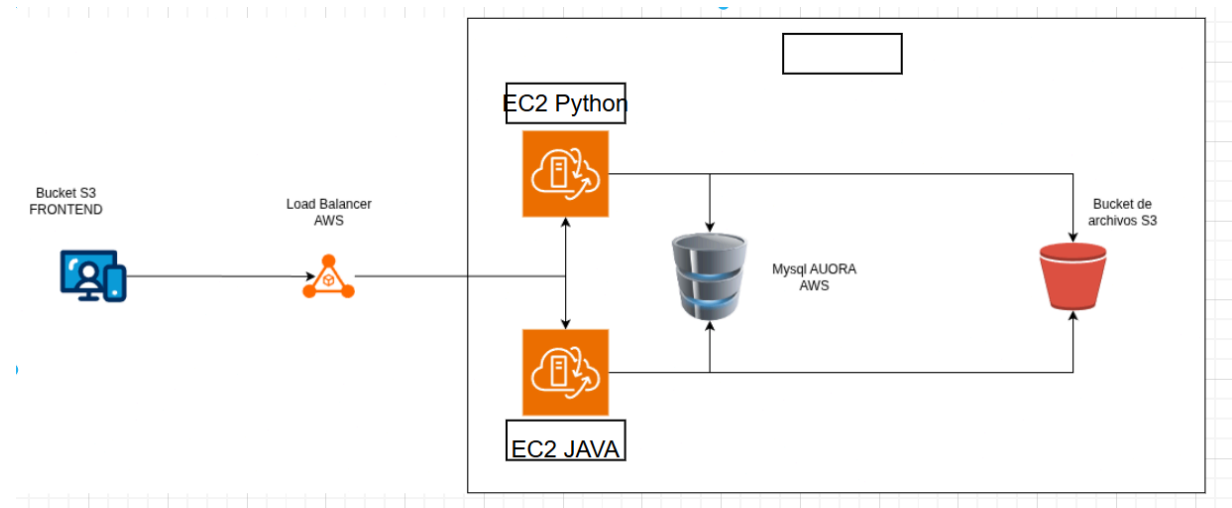 EC2 Python
Bucket S3
FRONTEND
Load Balancer
AWS
Bucket de
archivos S3
Mysql AUORA
AWS
EC2 JAVA